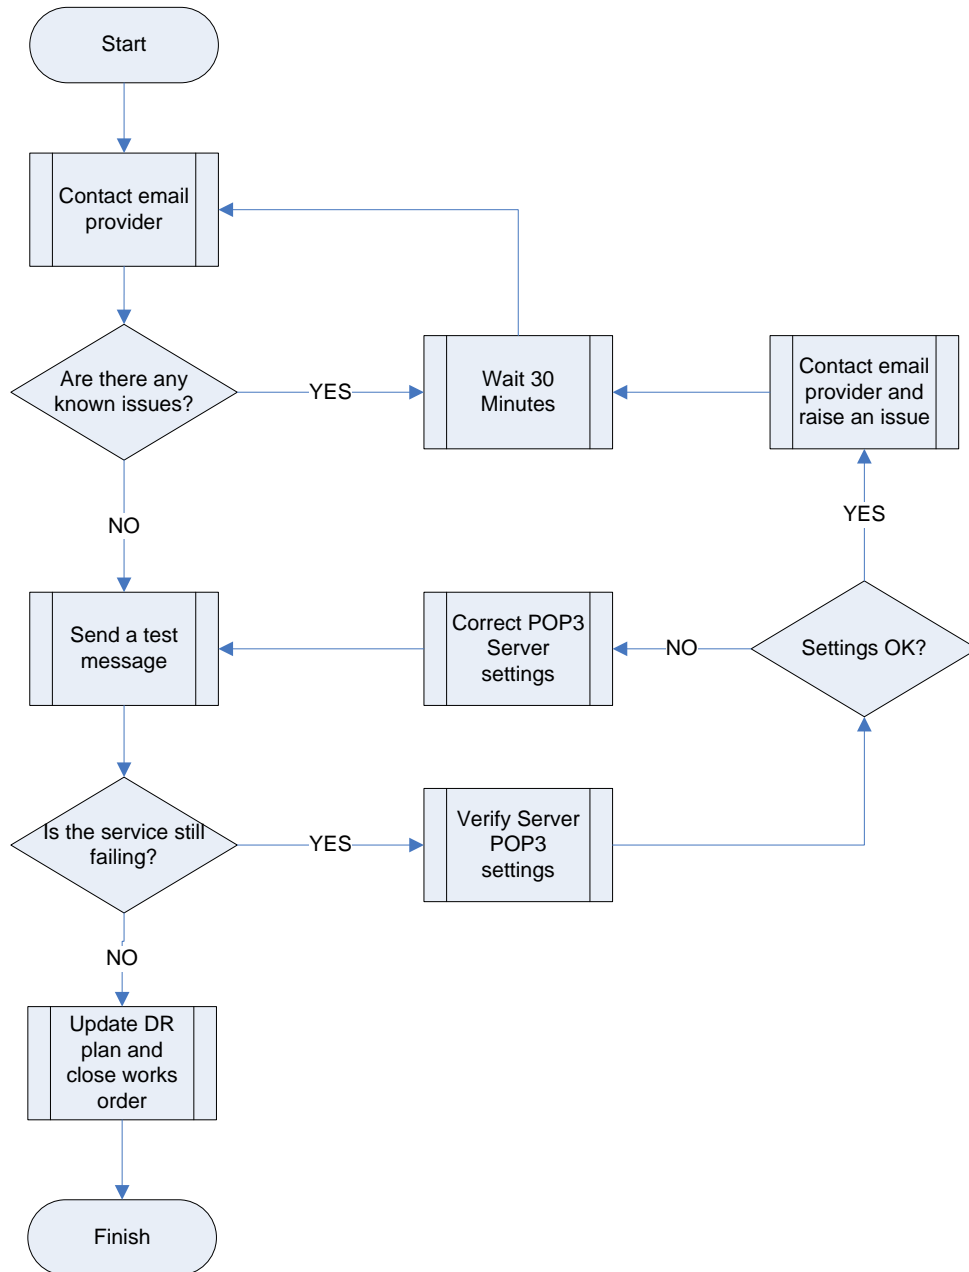 Start
Contact email
provider
Are there any
known issues?
YES
Wait 30
Minutes
Contact email
provider and
raise an issue
NO
YES
Send a test
message
Correct POP3
Server
settings
NO
Settings OK?
Is the service still
failing?
YES
Verify Server
POP3
settings
NO
Update DR
plan and
close works
order
Finish